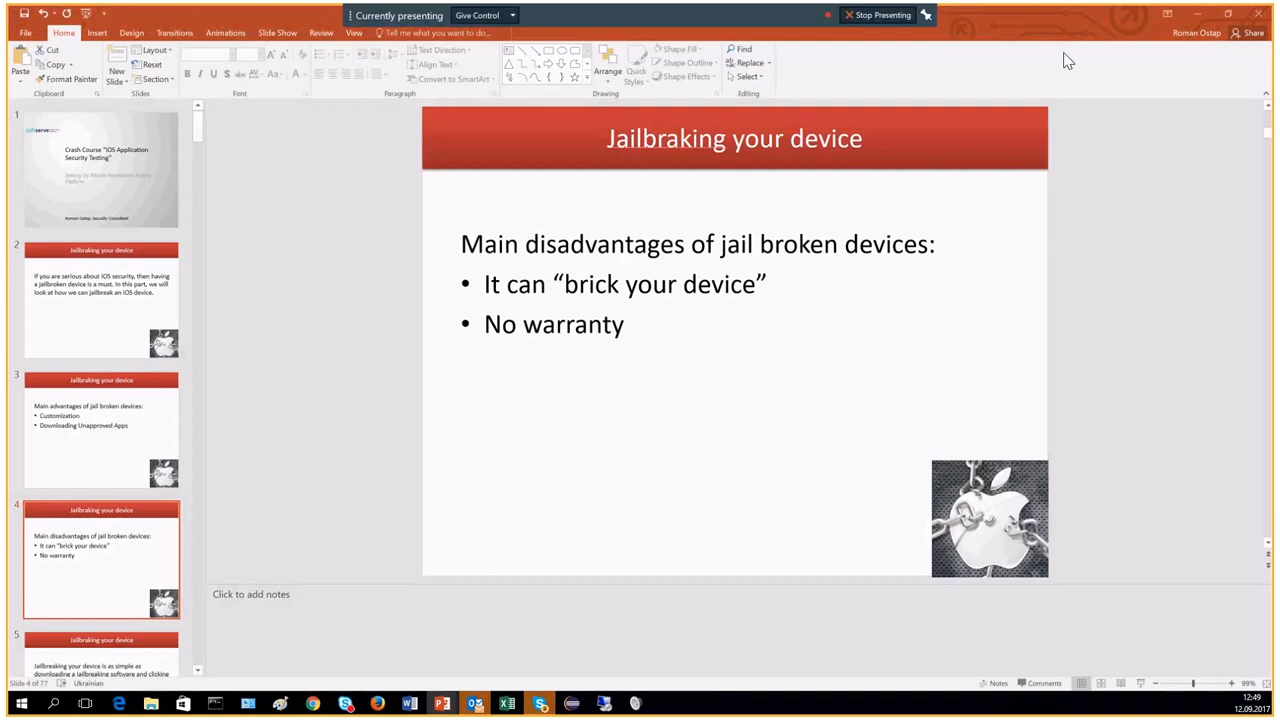 Currently presenting
Give Control
Stop Presenting
File
Home
Insert
Design
Transitions
Animations
Slide Show
Review
View
Tell me what you want to do...
Roman Ostap
Share
Paste
Cut
Copy
Format Painter
Clipboard
New
Slide
Layout
Reset
Section
Slides
B I U S abc AV Aa A
Font
Text Direction
Align Text
Convert to SmartArt
Paragraph
Arrange
Quick
Styles
Shape Fill
Shape Outline
Shape Effects
Drawing
Find
Replace
Select
Editing
1
Crash Course "iOS Application
Security Testing"
Setting Up Mobile Penetration Testing
Platform
Roman Ostap, Security Consultant
2
Jailbraking your device
If you are serious about iOS security, then having
a jailbroken device is a must. In this part, we will
look at how we can jailbreak an iOS device.
3
Jailbraking your device
Main advantages of jail broken devices:
• Customization
• Downloading Unapproved Apps
4
Jailbraking your device
Main disadvantages of jail broken devices:
• It can "brick your device"
• No warranty
5
Jailbraking your device
Jailbreaking your device is as simple as
downloading a jailbreaking software and clicking
Jailbraking your device
Main disadvantages of jail broken devices:
• It can “brick your device”
• No warranty
Click to add notes
Slide 4 of 77
Ukrainian
Notes
Comments
99%
12:49
12.09.2017